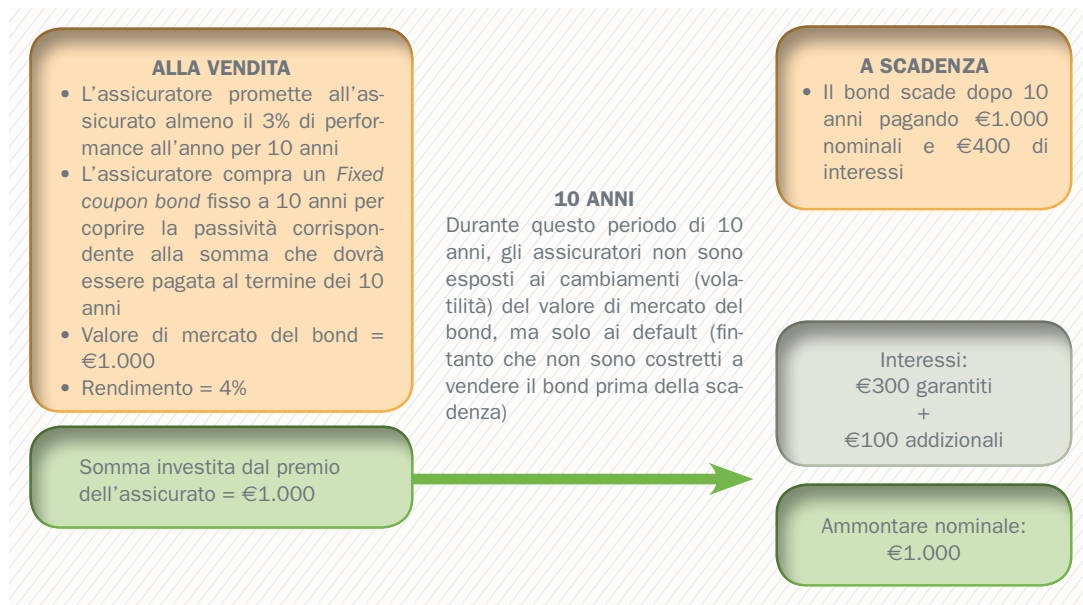 ALLA VENDITA
• L'assicuratore promette all'as-
sicurato almeno il 3% di perfor-
mance all'anno per 10 anni
• L'assicuratore compra un Fixed
coupon bond fisso a 10 anni per
coprire la passività corrispon-
dente alla somma che dovrà
essere pagata al termine dei 10
anni
• Valore di mercato del bond =
€1.000
• Rendimento = 4%
Somma investita dal premio
dell'assicurato = €1.000
10 ANNI
Durante questo periodo di 10
anni, gli assicuratori non sono
esposti ai cambiamenti (vola-
tilità) del valore di mercato del
bond, ma solo ai default (fin-
tanto che non sono costretti a
vendere il bond prima della sca-
denza)
A SCADENZA
• Il bond scade dopo 10
anni pagando €1.000
nominali e €400 di
interessi
Interessi:
€300 garantiti
+
€100 addizionali
Ammontare nominale:
€1.000